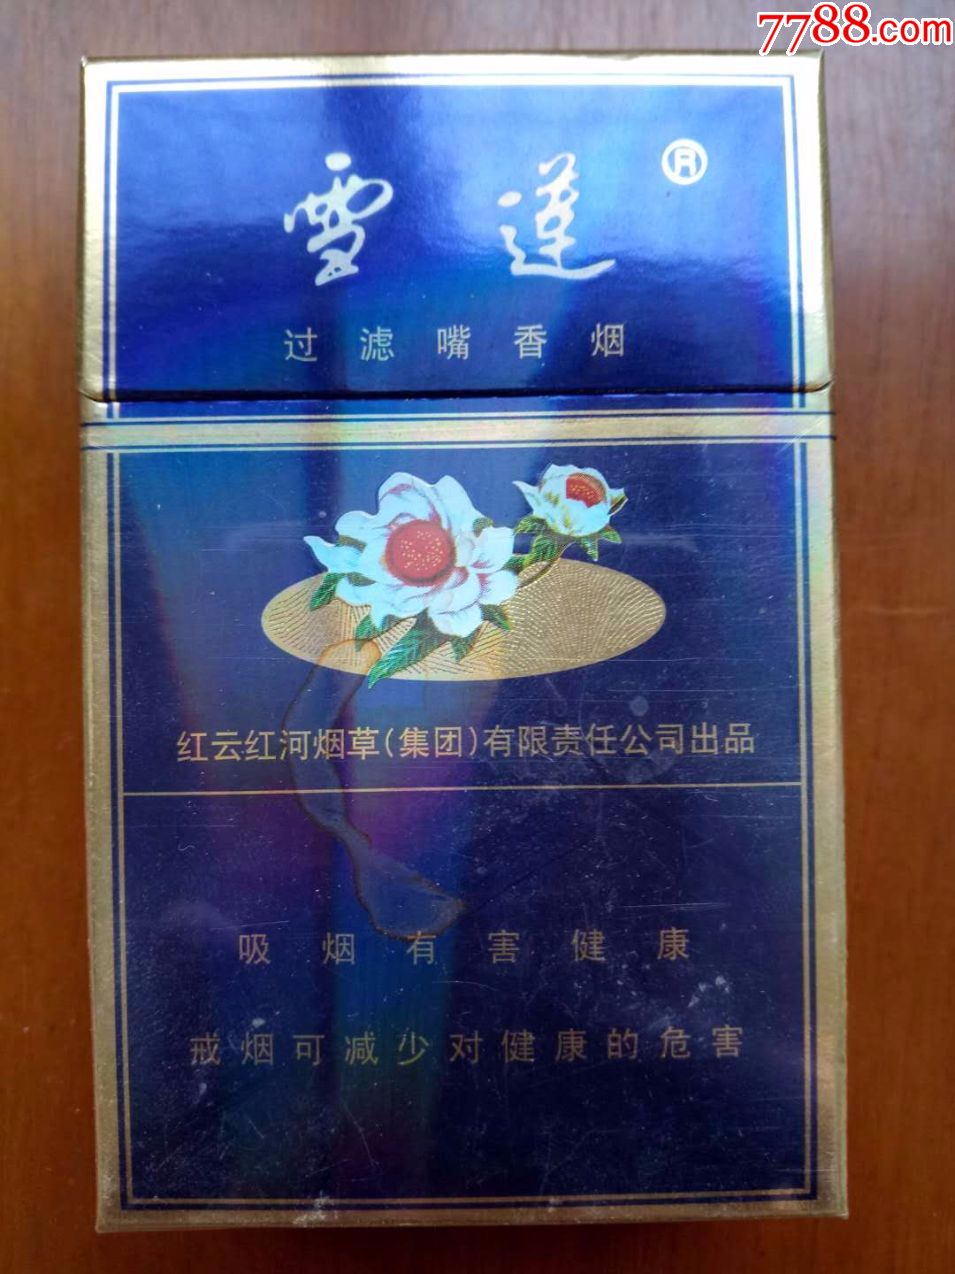 7788.com
雪莲®
过滤嘴香烟
红云红河烟草(集团)有限责任公司出品
吸烟有害健康
戒烟可减少对健康的危害